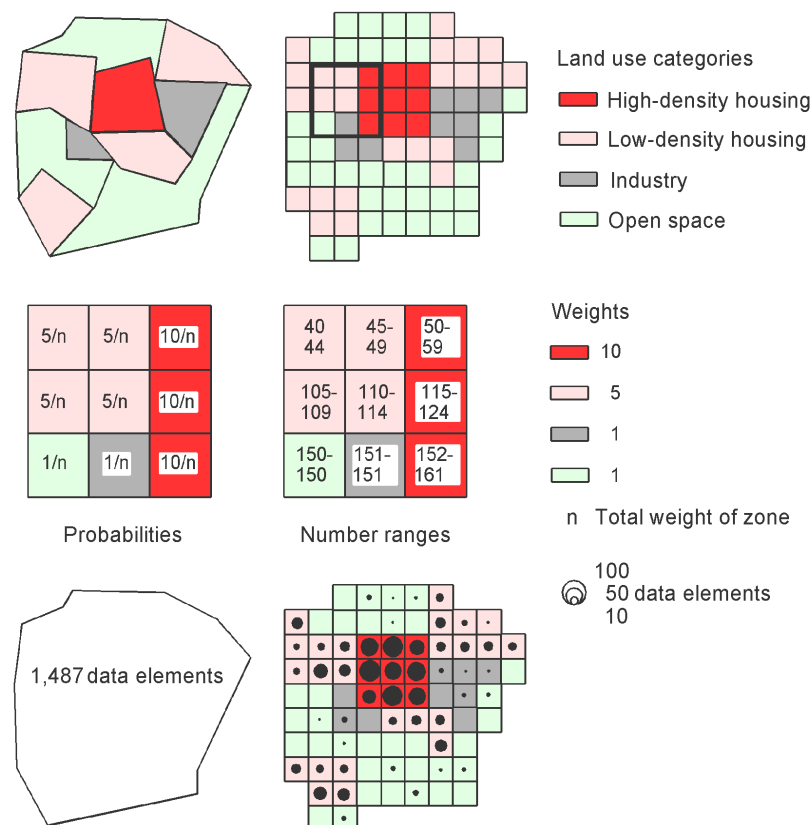 Land use categories
High-density housing
Low-density housing
Industry
Open space
5/n 5/n 10/n
5/n 5/n 10/n
1/n 1/n 10/n
Probabilities
40
44
45-
49
50-
59
105-
109
110-
114
115-
124
150-
150
151-
151
152-
161
Number ranges
Weights
10
5
1
1
n Total weight of zone
100
50 data elements
10
1,487 data elements